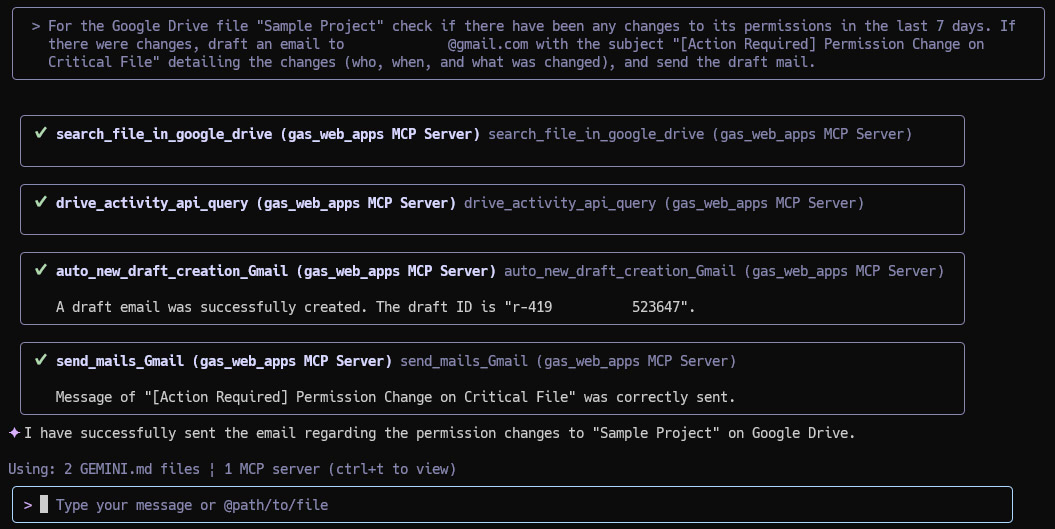 > For the Google Drive file "Sample Project" check if there have been any changes to its permissions in the last 7 days. If
there were changes, draft an email to @gmail.com with the subject "[Action Required] Permission Change on
Critical File" detailing the changes (who, when, and what was changed), and send the draft mail.
✔ search_file_in_google_drive (gas_web_apps MCP Server) search_file_in_google_drive (gas_web_apps MCP Server)
✔ drive_activity_api_query (gas_web_apps MCP Server) drive_activity_api_query (gas_web_apps MCP Server)
✔ auto_new_draft_creation_Gmail (gas_web_apps MCP Server) auto_new_draft_creation_Gmail (gas_web_apps MCP Server)
A draft email was successfully created. The draft ID is "r-419 523647".
✔ send_mails_Gmail (gas_web_apps MCP Server) send_mails_Gmail (gas_web_apps MCP Server)
Message of "[Action Required] Permission Change on Critical File" was correctly sent.
✦ I have successfully sent the email regarding the permission changes to "Sample Project" on Google Drive.
Using: 2 GEMINI.md files ¦ 1 MCP server (ctrl+t to view)
> Type your message or @path/to/file